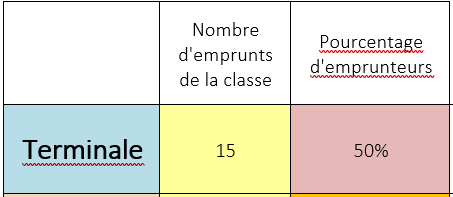 Nombre
d'emprunts
de la classe
Pourcentage
d'emprunteurs
Terminale
15
50%